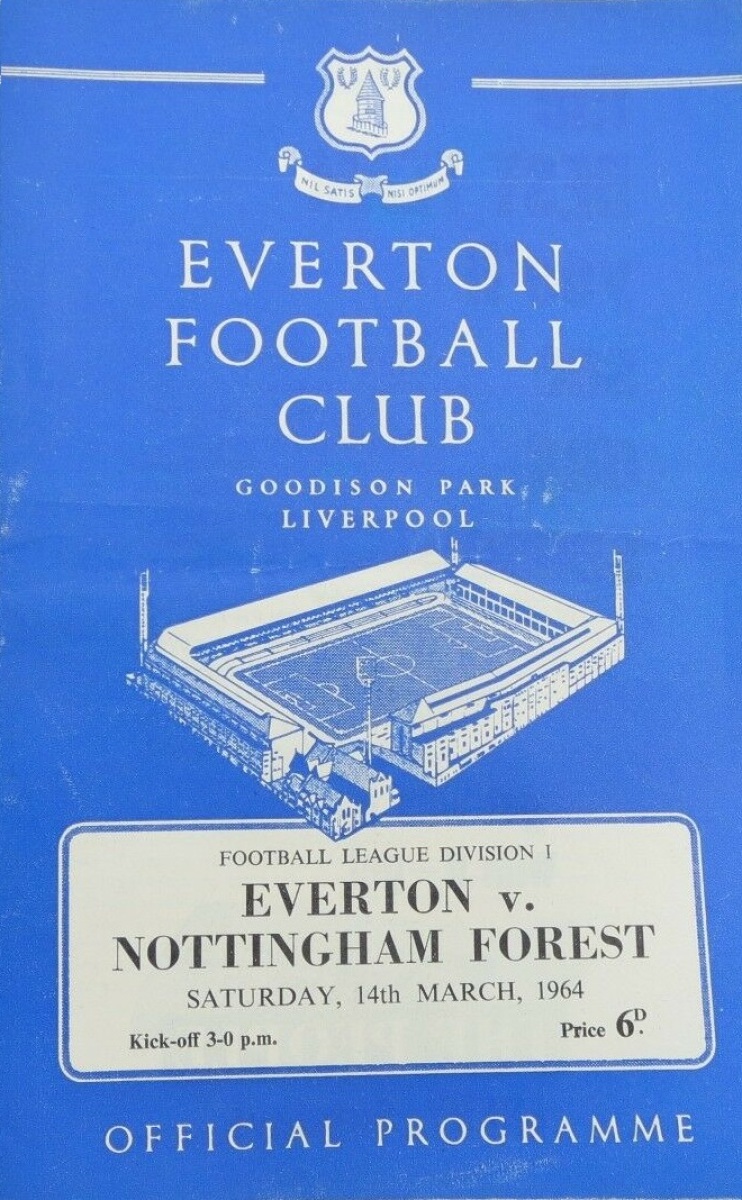 NIL SATIS NISI OPTIMUM
EVERTON
FOOTBALL
CLUB
GOODISON PARK
LIVERPOOL
FOOTBALL LEAGUE DIVISION 1
EVERTON v.
NOTTINGHAM FOREST
SATURDAY, 14th MARCH, 1964
Kick-off 3-0 p.m. Price 6D.
OFFICIAL PROGRAMME